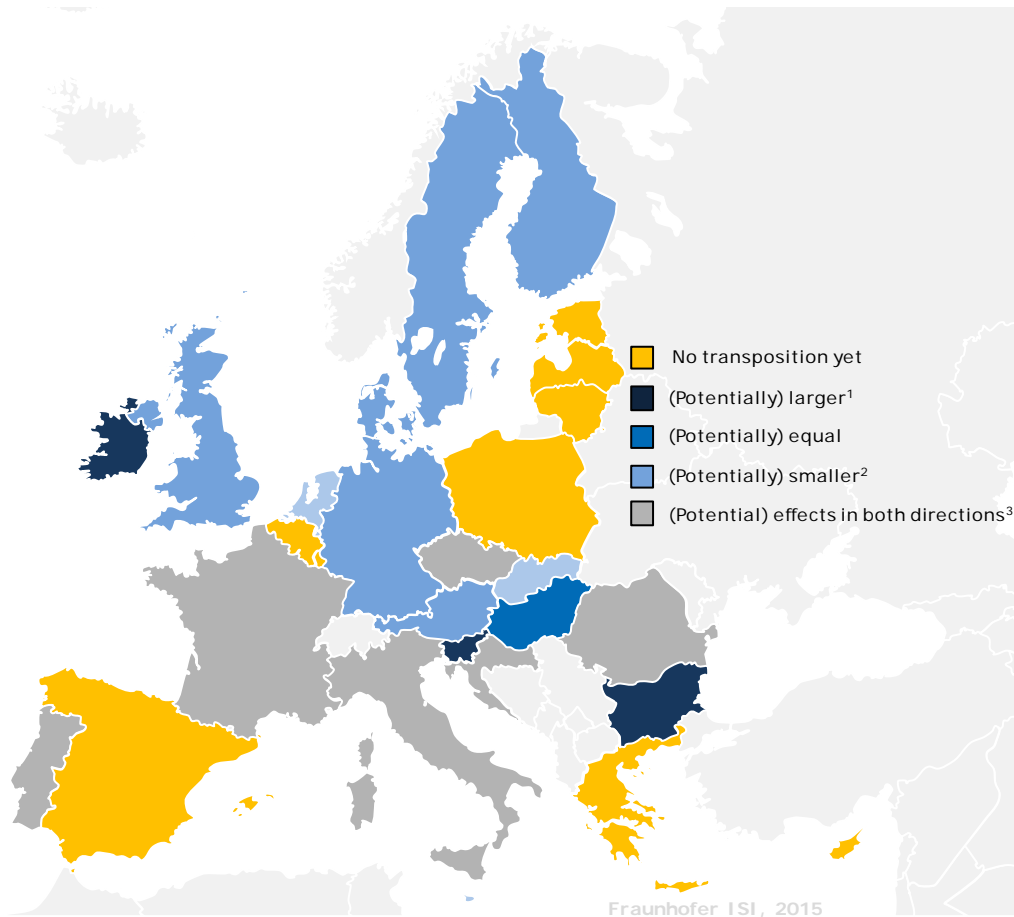 No transposition yet
(Potentially) larger¹
(Potentially) equal
(Potentially) smaller²
(Potential) effects in both directions³
Fraunhofer ISI, 2015